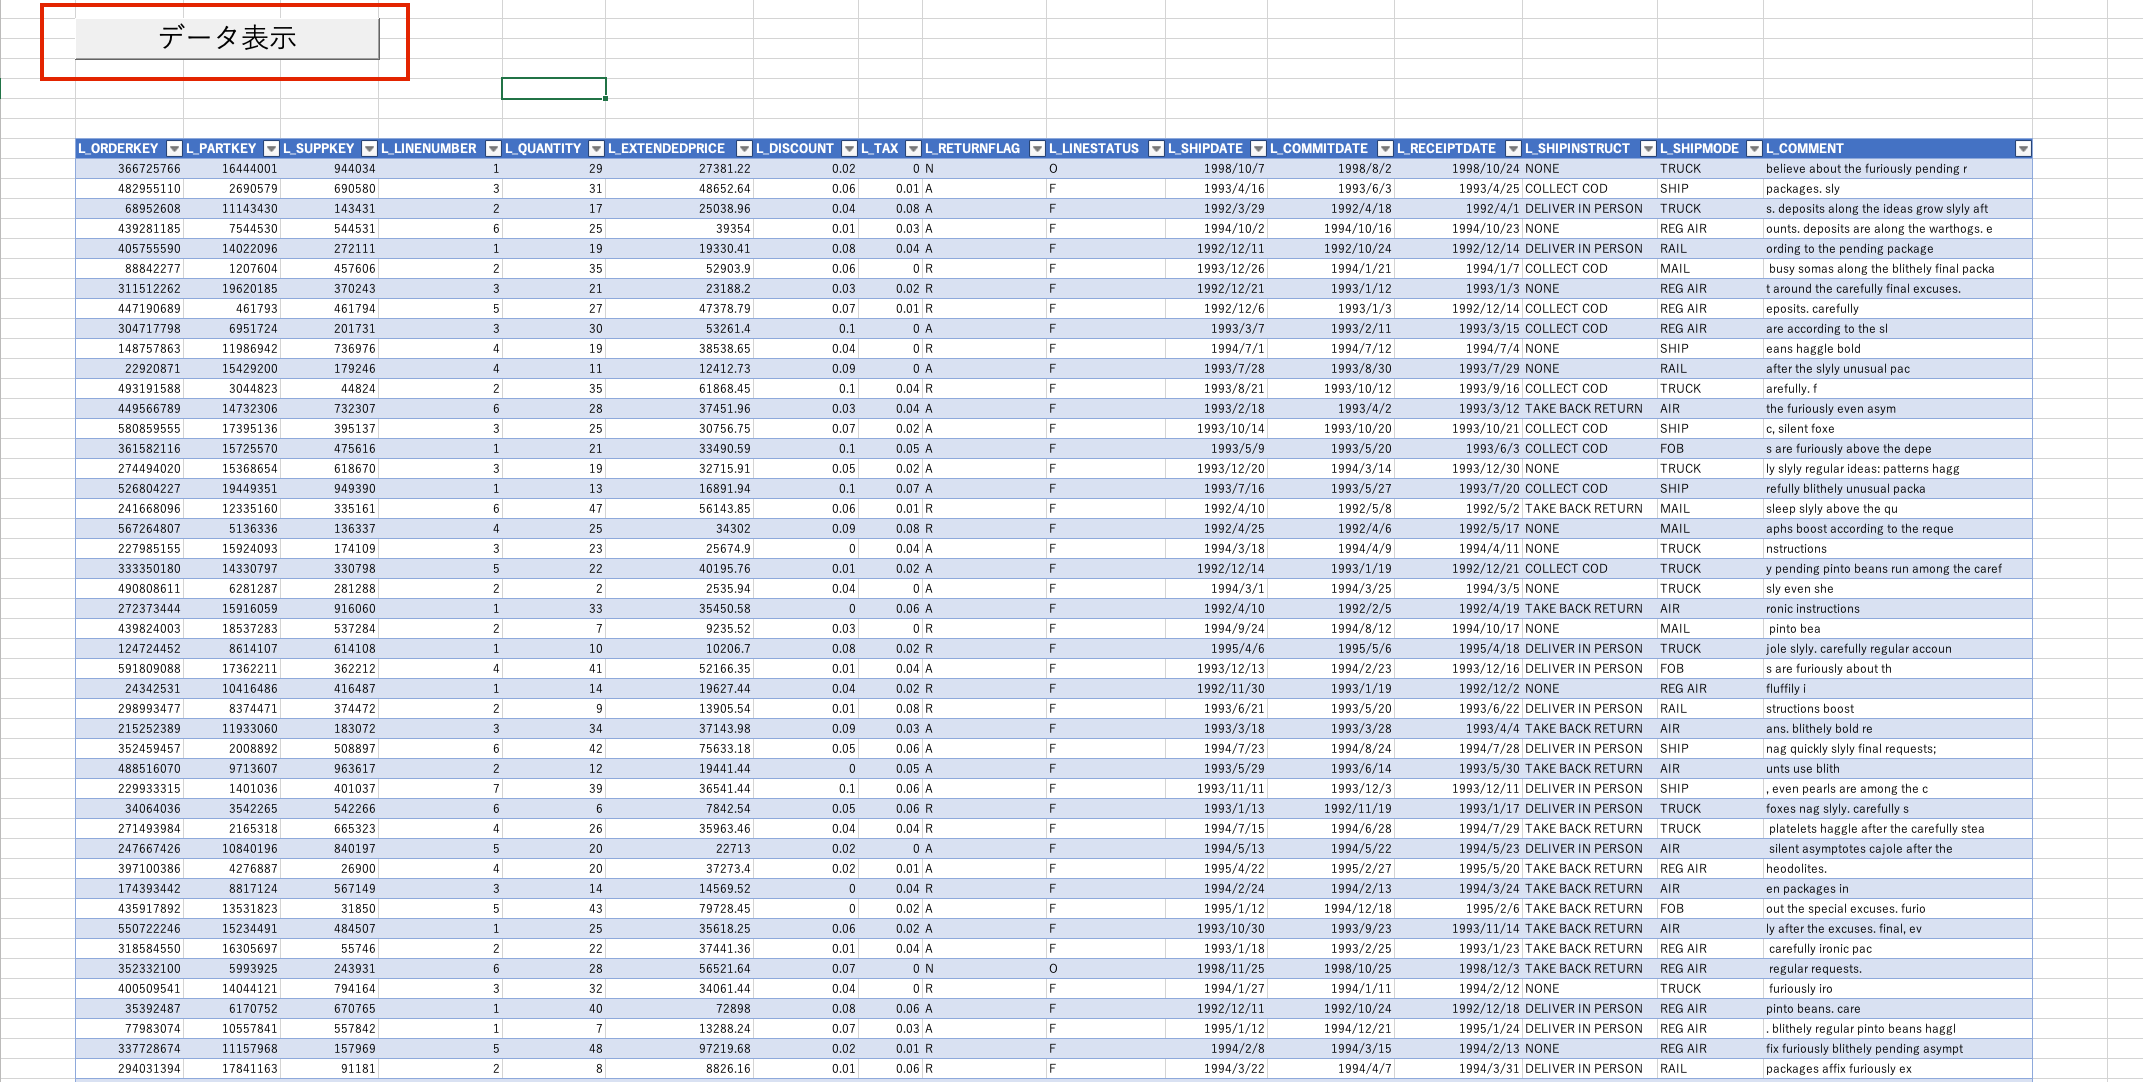 データ表示
L_ORDERKEY L_PARTKEY L_SUPPKEY L_LINENUMBER L_QUANTITY L_EXTENDEDPRICE L_DISCOUNT L_TAX L_RETURNFLAG L_LINESTATUS L_SHIPDATE L_COMMITDATE L_RECEIPTDATE L_SHIPINSTRUCT L_SHIPMODE L_COMMENT
366725766 16444001 944034 1 29 27381.22 0.02 0 N O 1998/10/7 1998/8/2 1998/10/24 NONE TRUCK believe about the furiously pending r
482955110 2690579 690580 3 31 48652.64 0.06 0.01 A F 1993/4/16 1993/6/3 1993/4/25 COLLECT COD SHIP packages. sly
68952608 11143430 143431 2 17 25038.96 0.04 0.08 A F 1992/3/29 1992/4/18 1992/4/1 DELIVER IN PERSON TRUCK s. deposits along the ideas grow slyly aft
439281185 7544530 544531 6 25 39354 0.01 0.03 A F 1994/10/2 1994/10/16 1994/10/23 NONE REG AIR ounts. deposits are along the warthogs. e
405755590 14022096 272111 1 19 19330.41 0.08 0.04 A F 1992/12/11 1992/10/24 1992/12/14 DELIVER IN PERSON RAIL ording to the pending package
88842277 1207604 457606 2 35 52903.9 0.06 0 R F 1993/12/26 1994/1/21 1994/1/7 COLLECT COD MAIL busy somas along the blithely final packa
311512262 19620185 370243 3 21 23188.2 0.03 0.02 R F 1992/12/21 1993/1/12 1993/1/3 NONE REG AIR t around the carefully final excuses.
447190689 461793 461794 5 27 47378.79 0.07 0.01 R F 1992/12/6 1993/1/3 1992/12/14 COLLECT COD REG AIR eposits. carefully
304717798 6951724 201731 3 30 53261.4 0.1 0 A F 1993/3/7 1993/2/11 1993/3/15 COLLECT COD REG AIR are according to the sl
148757863 11986942 736976 4 19 38538.65 0.04 0 R F 1994/7/1 1994/7/12 1994/7/4 NONE SHIP eans haggle bold
22920871 15429200 179246 4 11 12412.73 0.09 0 A F 1993/7/28 1993/8/30 1993/7/29 NONE RAIL after the slyly unusual pac
493191588 3044823 44824 2 35 61868.45 0.1 0.04 R F 1993/8/21 1993/10/12 1993/9/16 COLLECT COD TRUCK arefully. f
449566789 14732306 732307 6 28 37451.96 0.03 0.04 A F 1993/2/18 1993/4/2 1993/3/12 TAKE BACK RETURN AIR the furiously even asym
580859555 17395136 395137 3 25 30756.75 0.07 0.02 A F 1993/10/14 1993/10/20 1993/10/21 COLLECT COD SHIP c, silent foxe
361582116 15725570 475616 1 21 33490.59 0.1 0.05 A F 1993/5/9 1993/5/20 1993/6/3 COLLECT COD FOB s are furiously above the depe
274494020 15368654 618670 3 19 32715.91 0.05 0.02 A F 1993/12/20 1994/3/14 1993/12/30 NONE TRUCK ly slyly regular ideas: patterns hagg
526804227 19449351 949390 1 13 16891.94 0.1 0.07 A F 1993/7/16 1993/5/27 1993/7/20 COLLECT COD SHIP refully blithely unusual packa
241668096 12335160 335161 6 47 56143.85 0.06 0.01 R F 1992/4/10 1992/5/8 1992/5/2 TAKE BACK RETURN MAIL sleep slyly above the qu
567264807 5136336 136337 4 25 34302 0.09 0.08 R F 1992/4/25 1992/4/6 1992/5/17 NONE MAIL aphs boost according to the reque
227985155 15924093 174109 3 23 25674.9 0 0.04 A F 1994/3/18 1994/4/9 1994/4/11 NONE TRUCK nstructions
333350180 14330797 330798 5 22 40195.76 0.01 0.02 A F 1992/12/14 1993/1/19 1992/12/21 COLLECT COD TRUCK y pending pinto beans run among the caref
490808611 6281287 281288 2 2 2535.94 0.04 0 A F 1994/3/1 1994/3/25 1994/3/5 NONE TRUCK sly even she
272373444 15916059 916060 1 33 35450.58 0 0.06 A F 1992/4/10 1992/2/5 1992/4/19 TAKE BACK RETURN AIR ronic instructions
439824003 18537283 537284 2 7 9235.52 0.03 0 R F 1994/9/24 1994/8/12 1994/10/17 NONE MAIL pinto bea
124724452 8614107 614108 1 10 10206.7 0.08 0.02 R F 1995/4/6 1995/5/6 1995/4/18 DELIVER IN PERSON TRUCK jole slyly. carefully regular accoun
591809088 17362211 362212 4 41 52166.35 0.01 0.04 A F 1993/12/13 1994/2/23 1993/12/16 DELIVER IN PERSON FOB s are furiously about th
24342531 10416486 416487 1 14 19627.44 0.04 0.02 R F 1992/11/30 1993/1/19 1992/12/2 NONE REG AIR fluffily i
298993477 8374471 374472 2 9 13905.54 0.01 0.08 R F 1993/6/21 1993/5/20 1993/6/22 DELIVER IN PERSON RAIL structions boost
215252389 11933060 183072 3 34 37143.98 0.09 0.03 A F 1993/3/18 1993/3/28 1993/4/4 TAKE BACK RETURN AIR ans. blithely bold re
352459457 2008892 508897 6 42 75633.18 0.05 0.06 A F 1994/7/23 1994/8/24 1994/7/28 DELIVER IN PERSON SHIP nag quickly slyly final requests;
488516070 9713607 963617 2 12 19441.44 0 0.05 A F 1993/5/29 1993/6/14 1993/5/30 TAKE BACK RETURN AIR unts use blith
229933315 1401036 401037 7 39 36541.44 0.1 0.06 A F 1993/11/11 1993/12/3 1993/12/11 DELIVER IN PERSON SHIP , even pearls are among the c
34064036 3542265 542266 6 6 7842.54 0.05 0.06 R F 1993/1/13 1992/11/19 1993/1/17 DELIVER IN PERSON TRUCK foxes nag slyly. carefully s
271493984 2165318 665323 4 26 35963.46 0.04 0.04 R F 1994/7/15 1994/6/28 1994/7/29 TAKE BACK RETURN TRUCK platelets haggle after the carefully stea
247667426 10840196 840197 5 20 22713 0.02 0 A F 1994/5/13 1994/5/22 1994/5/23 DELIVER IN PERSON AIR silent asymptotes cajole after the
397100386 4276887 26900 4 20 37273.4 0.02 0.01 A F 1995/4/22 1995/2/27 1995/5/20 TAKE BACK RETURN REG AIR heodolites.
174393442 8817124 567149 3 14 14569.52 0 0.04 R F 1994/2/24 1994/2/13 1994/3/24 TAKE BACK RETURN AIR en packages in
435917892 13531823 31850 5 43 79728.45 0 0.02 A F 1995/1/12 1994/12/18 1995/2/6 TAKE BACK RETURN FOB out the special excuses. furio
550722246 15234491 484507 1 25 35618.25 0.06 0.02 A F 1993/10/30 1993/9/23 1993/11/14 TAKE BACK RETURN AIR ly after the excuses. final, ev
318584550 16305697 55746 2 22 37441.36 0.01 0.04 A F 1993/1/18 1993/2/25 1993/1/23 TAKE BACK RETURN REG AIR carefully ironic pac
352332100 5993925 243931 6 28 56521.64 0.07 0 N O 1998/11/25 1998/10/25 1998/12/3 TAKE BACK RETURN REG AIR regular requests.
400509541 14044121 794164 3 32 34061.44 0.04 0 R F 1994/1/27 1994/1/11 1994/2/12 NONE TRUCK furiously iro
35392487 6170752 670765 1 40 72898 0.08 0.06 A F 1992/12/11 1992/10/24 1992/12/18 DELIVER IN PERSON REG AIR pinto beans. care
77983074 10557841 557842 1 7 13288.24 0.07 0.03 A F 1995/1/12 1994/12/21 1995/1/24 DELIVER IN PERSON REG AIR . blithely regular pinto beans haggl
337728674 11157968 157969 5 48 97219.68 0.02 0.01 R F 1994/2/8 1994/3/15 1994/2/13 NONE REG AIR fix furiously blithely pending asympt
294031394 17841163 91181 2 8 8826.16 0.01 0.06 R F 1994/3/22 1994/4/7 1994/3/31 DELIVER IN PERSON RAIL packages affix furiously ex